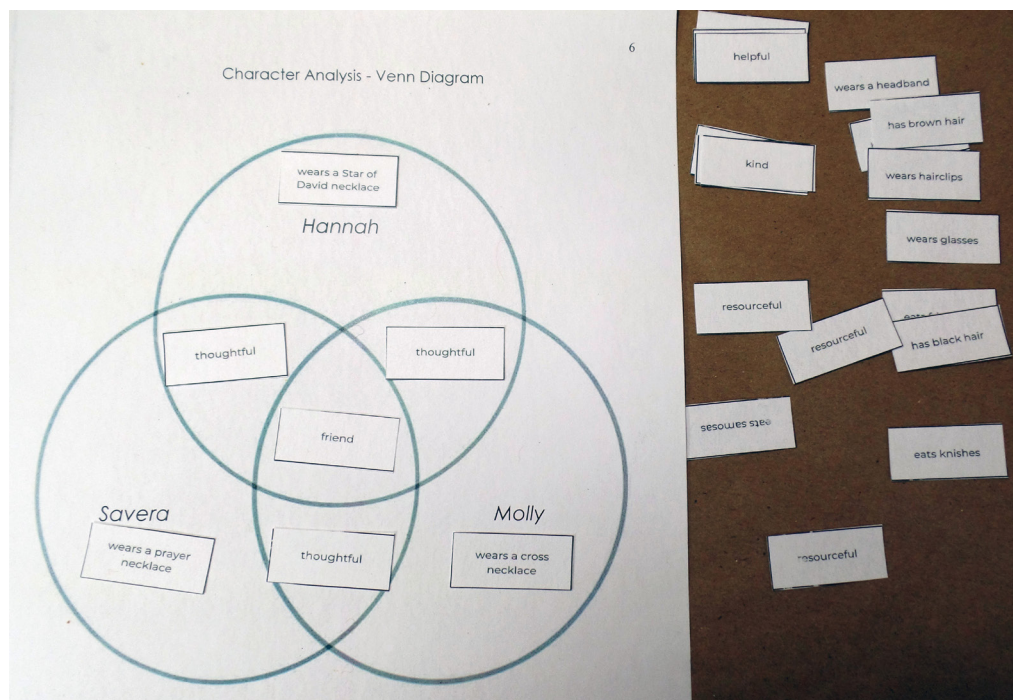 6
Character Analysis - Venn Diagram
wears a Star of
David necklace
Hannah
thoughtful
thoughtful
friend
Savera
wears a prayer
necklace
thoughtful
Molly
wears a cross
necklace
helpful
wears a headband
has brown hair
kind
wears hairclips
wears glasses
resourceful
resourceful
has black hair
eats samosas
eats knishes
resourceful